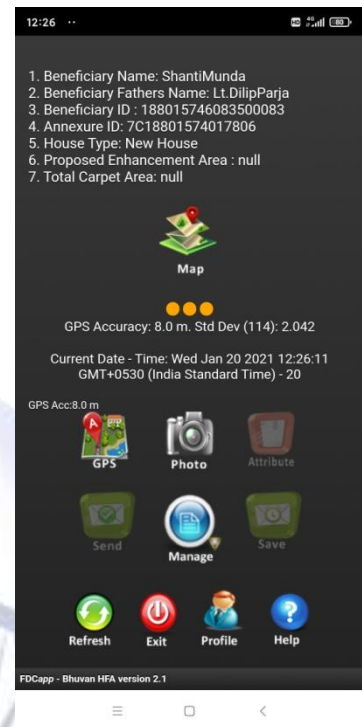 12:26 ··
HD 4G 80
1. Beneficiary Name: ShantiMunda
2. Beneficiary Fathers Name: Lt.DilipParja
3. Beneficiary ID : 188015746083500083
4. Annexure ID: 7C18801574017806
5. House Type: New House
6. Proposed Enhancement Area : null
7. Total Carpet Area: null
Map
GPS Accuracy: 8.0 m. Std Dev (114): 2.042
Current Date - Time: Wed Jan 20 2021 12:26:11
GMT+0530 (India Standard Time) - 20
GPS Acc:8.0 m
A
GPS Photo Attribute
Send Manage Save
Refresh Exit Profile Help
FDCapp - Bhuvan HFA version 2.1